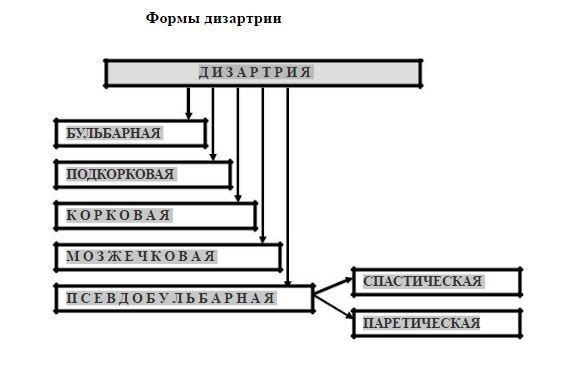 Формы дизартрии
ДИЗАРТРИЯ
БУЛЬБАРНАЯ
ПОДКОРКОВАЯ
КОРКОВАЯ
МОЗЖЕЧКОВАЯ
ПСЕВДОБУЛЬБАРНАЯ
СПАСТИЧЕСКАЯ
ПАРЕТИЧЕСКАЯ